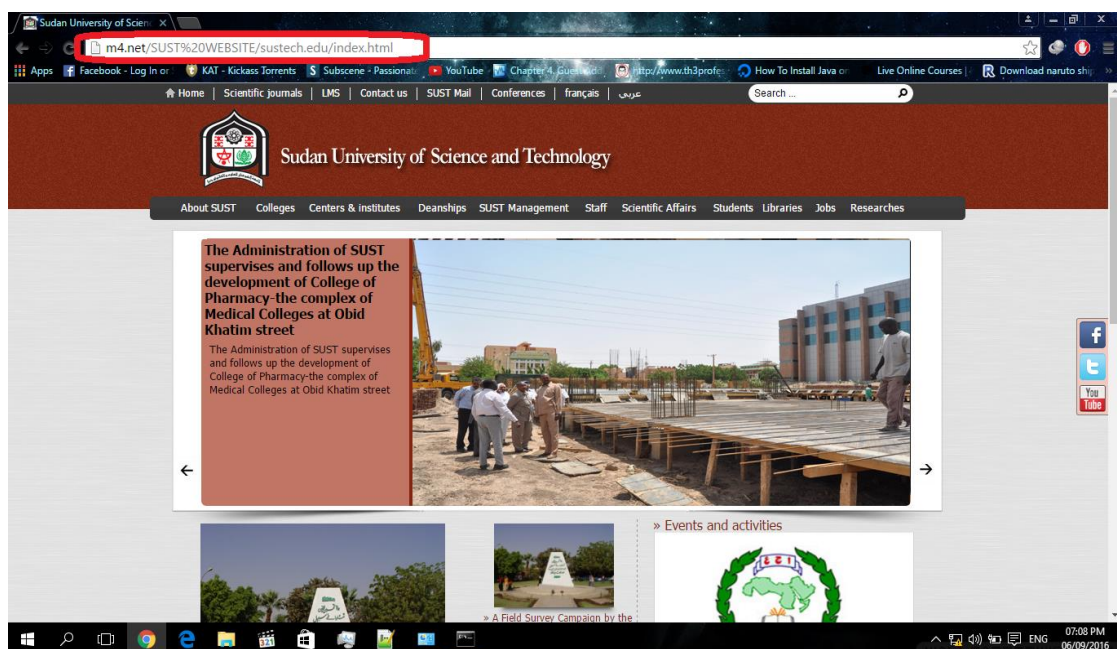 Sudan University of Scienc
m4.net/SUST%20WEBSITE/sustech.edu/index.html
Apps Facebook - Log In or KAT - Kickass Torrents Subscene - Passionat YouTube Chapter 4. http://www.th3profes How To Install Java or Live Online Courses | Download naruto ship
Home | Scientific journals | LMS | Contact us | SUST Mail | Conferences | français | عربي
Search ...
Sudan University of Science and Technology
About SUST Colleges Centers & institutes Deanships SUST Management Staff Scientific Affairs Students Libraries Jobs Researches
The Administration of SUST
supervises and follows up the
development of College of
Pharmacy-the complex of
Medical Colleges at Obid
Khatim street
The Administration of SUST supervises
and follows up the development of
College of Pharmacy-the complex of
Medical Colleges at Obid Khatim street
You
Tube
» Events and activities
» A Field Survey Campaign by the
ENG
07:08 PM
06/09/2016